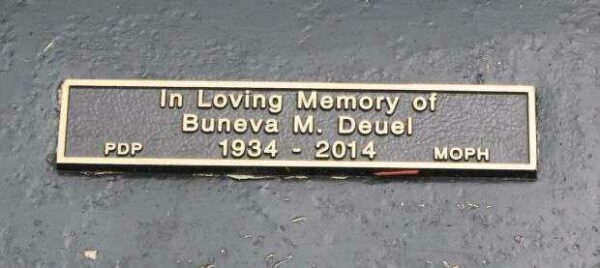 In Loving Memory of
Buneva M. Deuel
PDP 1934 - 2014 MOPH